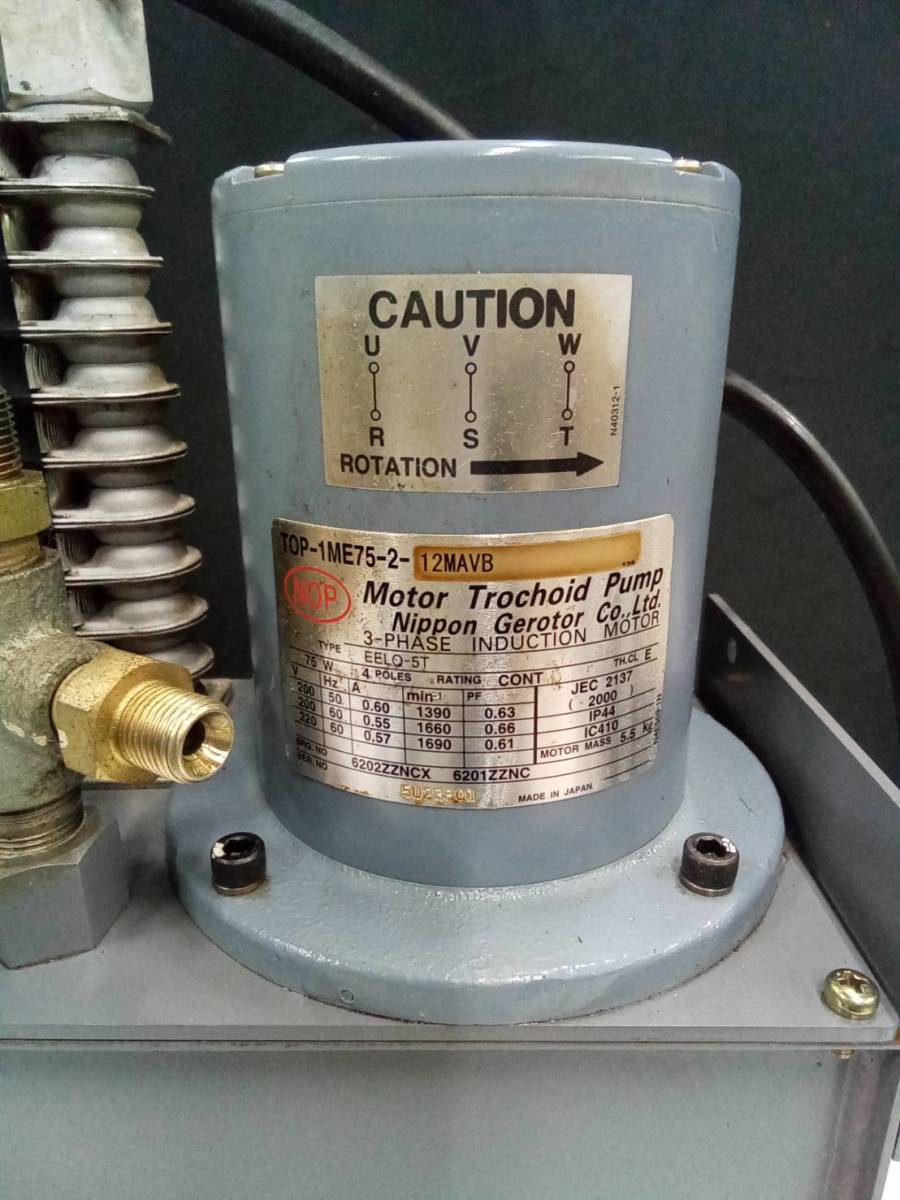 CAUTION
U V W
R S T
ROTATION
N40312-1
TOP-1ME75-2- 12MAVB
NOP Motor Trochoid Pump
Nippon Gerotor Co.,Ltd.
3-PHASE INDUCTION MOTOR
TYPE EELQ-5T TH.CL E
75 W 4 POLES RATING CONT JEC 2137
V Hz A min-1 PF ( 2000 )
200 50 0.60 1390 0.63 IP44
200 60 0.55 1660 0.66 IC410
220 60 0.57 1690 0.61 MOTOR MASS 5.5 kg
BRG. NO 6202ZZNCX 6201ZZNC
SER. NO
MADE IN JAPAN.